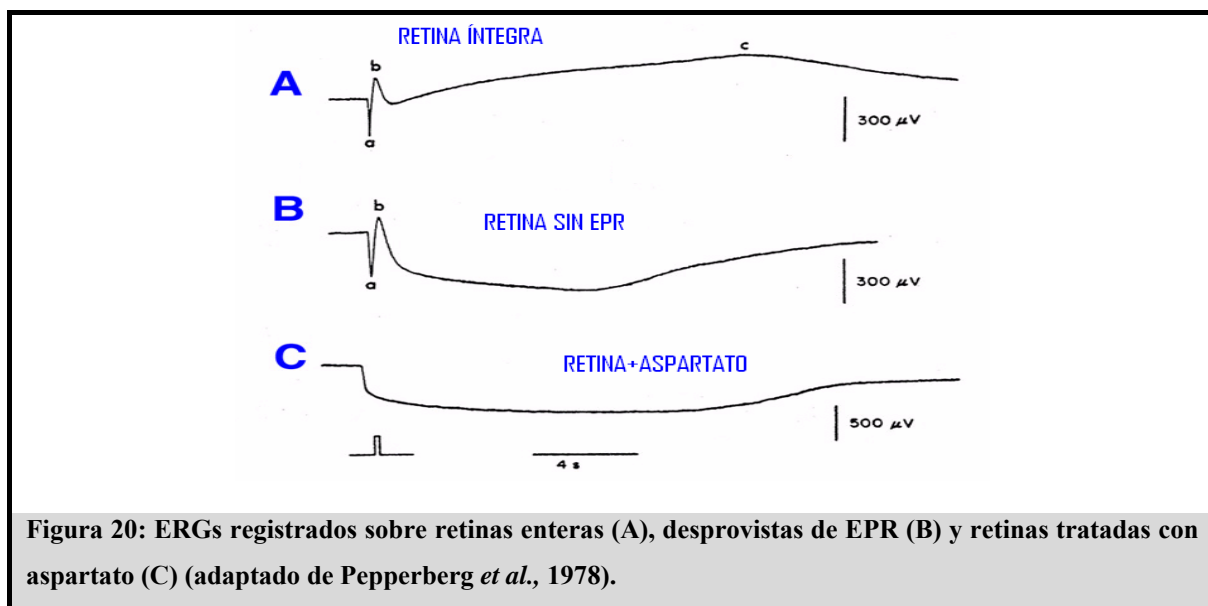 RETINA ÍNTEGRA
A
a
b
c
300 μV
B
a
b
RETINA SIN EPR
300 μV
C
RETINA+ASPARTATO
500 μV
4 s
Figura 20: ERGs registrados sobre retinas enteras (A), desprovistas de EPR (B) y retinas tratadas con
aspartato (C) (adaptado de Pepperberg et al., 1978).